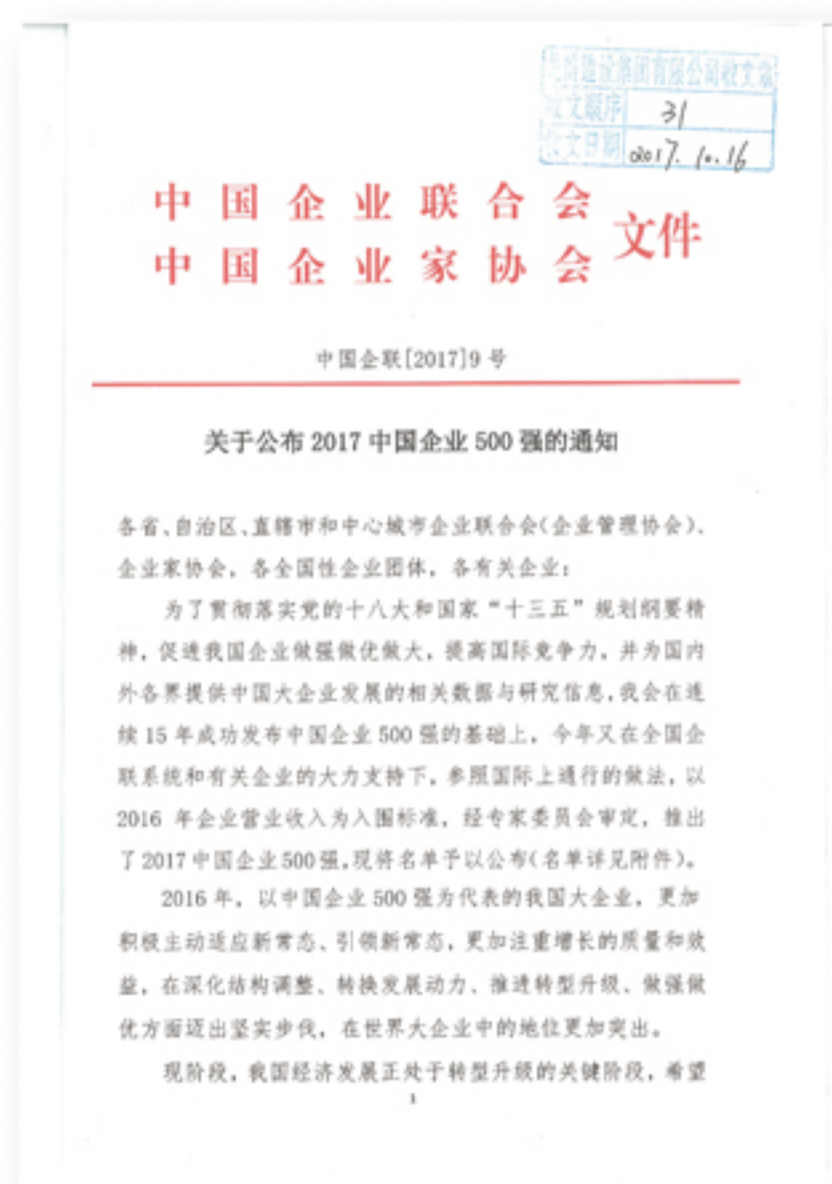 建设集团有限公司收文章
文顺序 31
文日期 2017.10.16
中国企业联合会
中国企业家协会
文件
中国企联[2017]9号
关于公布2017中国企业500强的通知
各省、自治区、直辖市和中心城市企业联合会(企业管理协会)、
企业家协会，各全国性企业团体，各有关企业：
为了贯彻落实党的十八大和国家“十三五”规划纲要精
神，促进我国企业做强做优做大，提高国际竞争力，并为国内
外各界提供中国大企业发展的相关数据与研究信息，我会在连
续15年成功发布中国企业500强的基础上，今年又在全国企
联系统和有关企业的大力支持下，参照国际上通行的做法，以
2016年企业营业收入为入围标准，经专家委员会审定，推出
了2017中国企业500强，现将名单予以公布(名单详见附件)。
2016年，以中国企业500强为代表的我国大企业，更加
积极主动适应新常态、引领新常态，更加注重增长的质量和效
益，在深化结构调整、转换发展动力、推进转型升级、做强做
优方面迈出坚实步伐，在世界大企业中的地位更加突出。
现阶段，我国经济发展正处于转型升级的关键阶段，希望
1